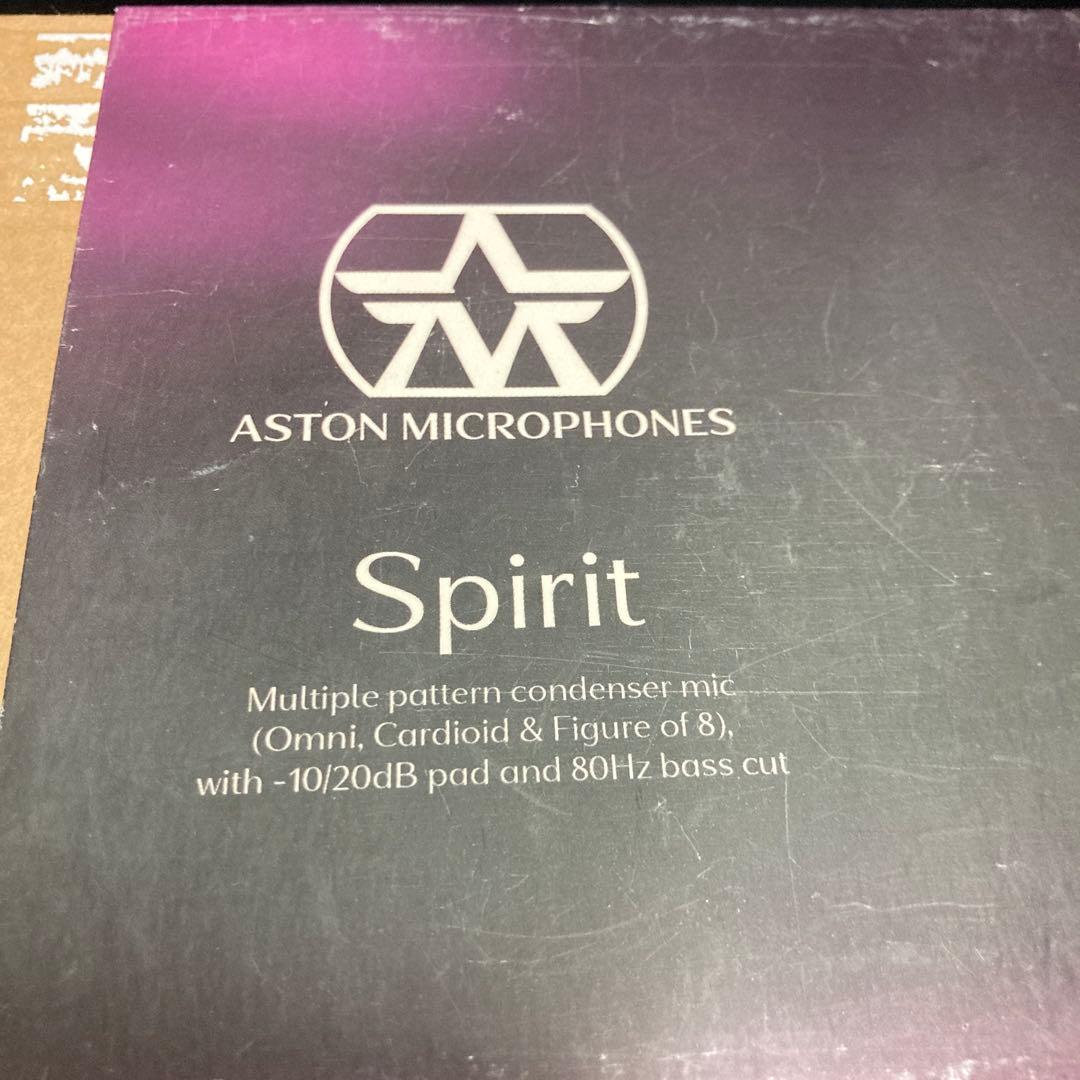 ASTON MICROPHONES
Spirit
Multiple pattern condenser mic
(Omni, Cardioid & Figure of 8),
with -10/20dB pad and 80Hz bass cut